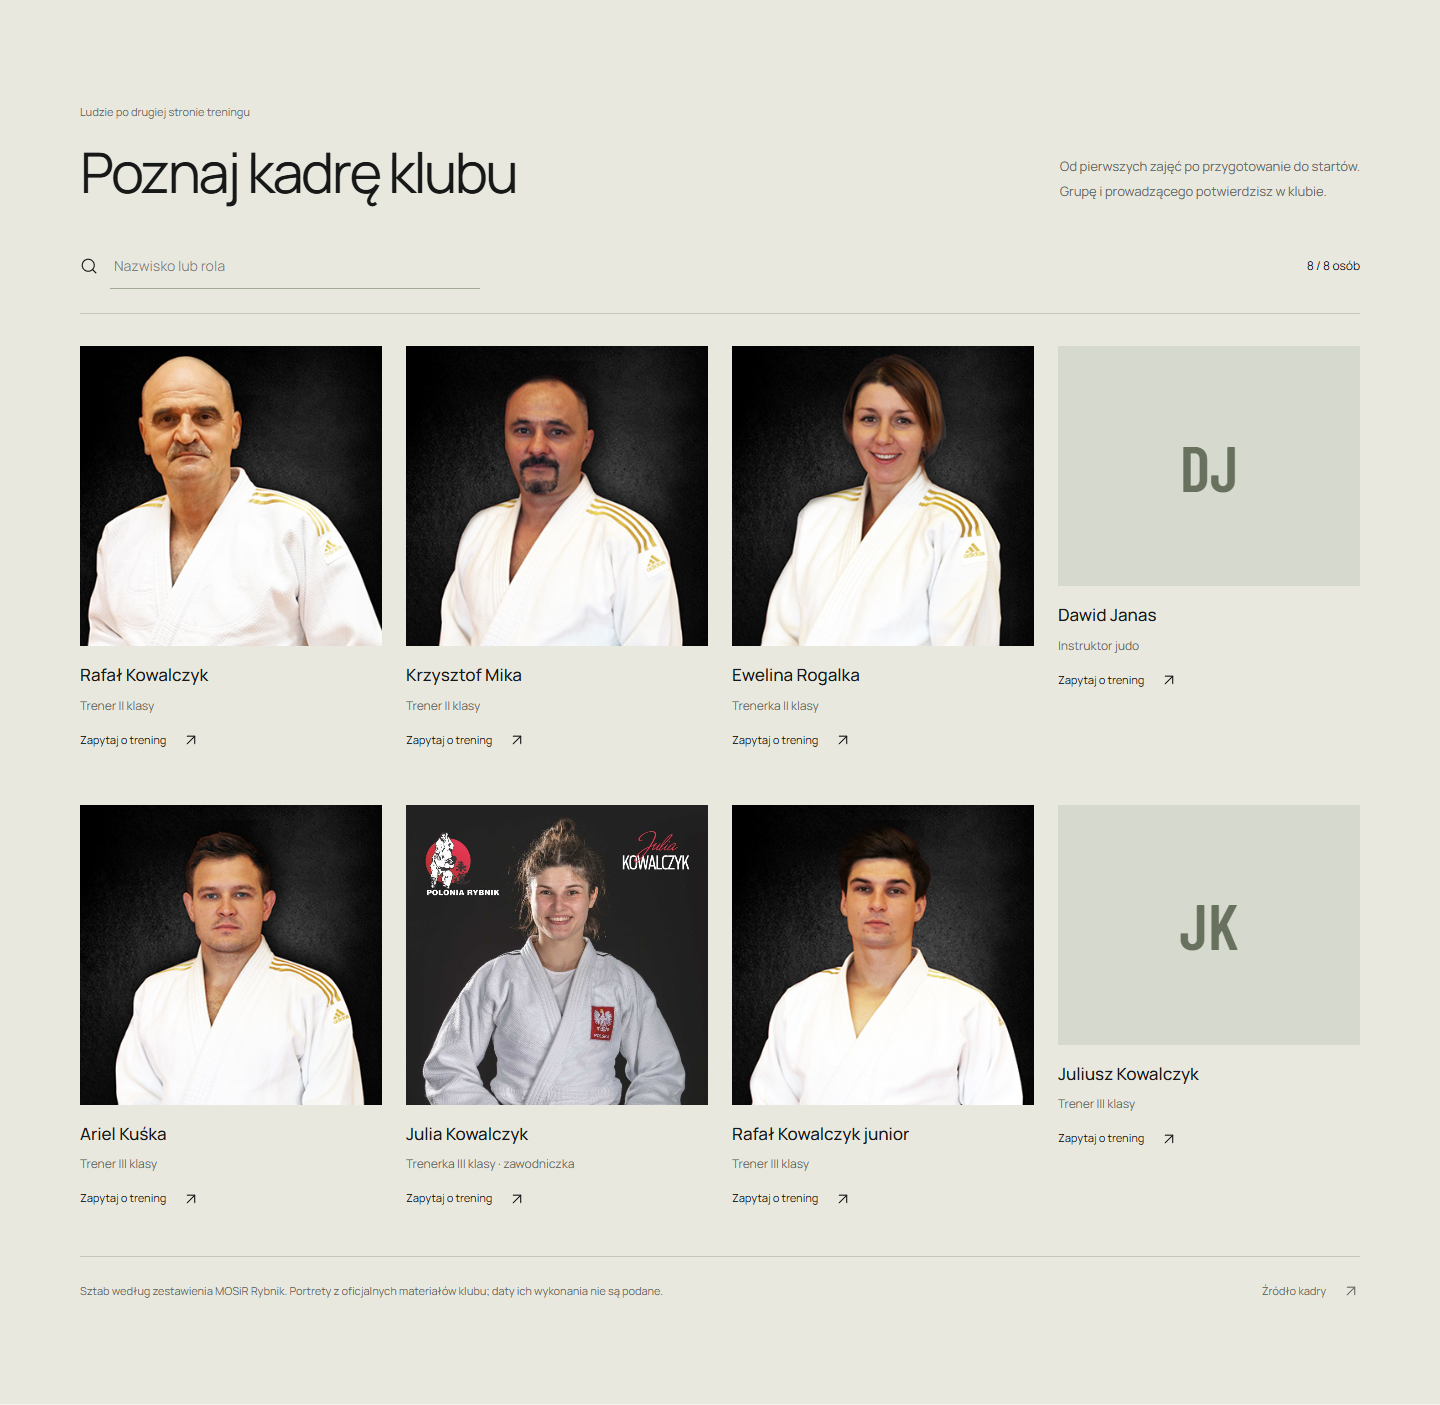 Ludzie po drugiej stronie treningu
Poznaj kadrę klubu
Od pierwszych zajęć po przygotowanie do startów.
Grupę i prowadzącego potwierdzisz w klubie.
Nazwisko lub rola
8 / 8 osób
DJ
Rafał Kowalczyk
Trener II klasy
Zapytaj o trening
Krzysztof Mika
Trener II klasy
Zapytaj o trening
Ewelina Rogalka
Trenerka II klasy
Zapytaj o trening
Dawid Janas
Instruktor judo
Zapytaj o trening
POLONIA RYBNIK
Julia
KOWALCZYK
POLSKA
JK
Ariel Kuśka
Trener III klasy
Zapytaj o trening
Julia Kowalczyk
Trenerka III klasy · zawodniczka
Zapytaj o trening
Rafał Kowalczyk junior
Trener III klasy
Zapytaj o trening
Juliusz Kowalczyk
Trener III klasy
Zapytaj o trening
Sztab według zestawienia MOSiR Rybnik. Portrety z oficjalnych materiałów klubu; daty ich wykonania nie są podane.
Źródło kadry